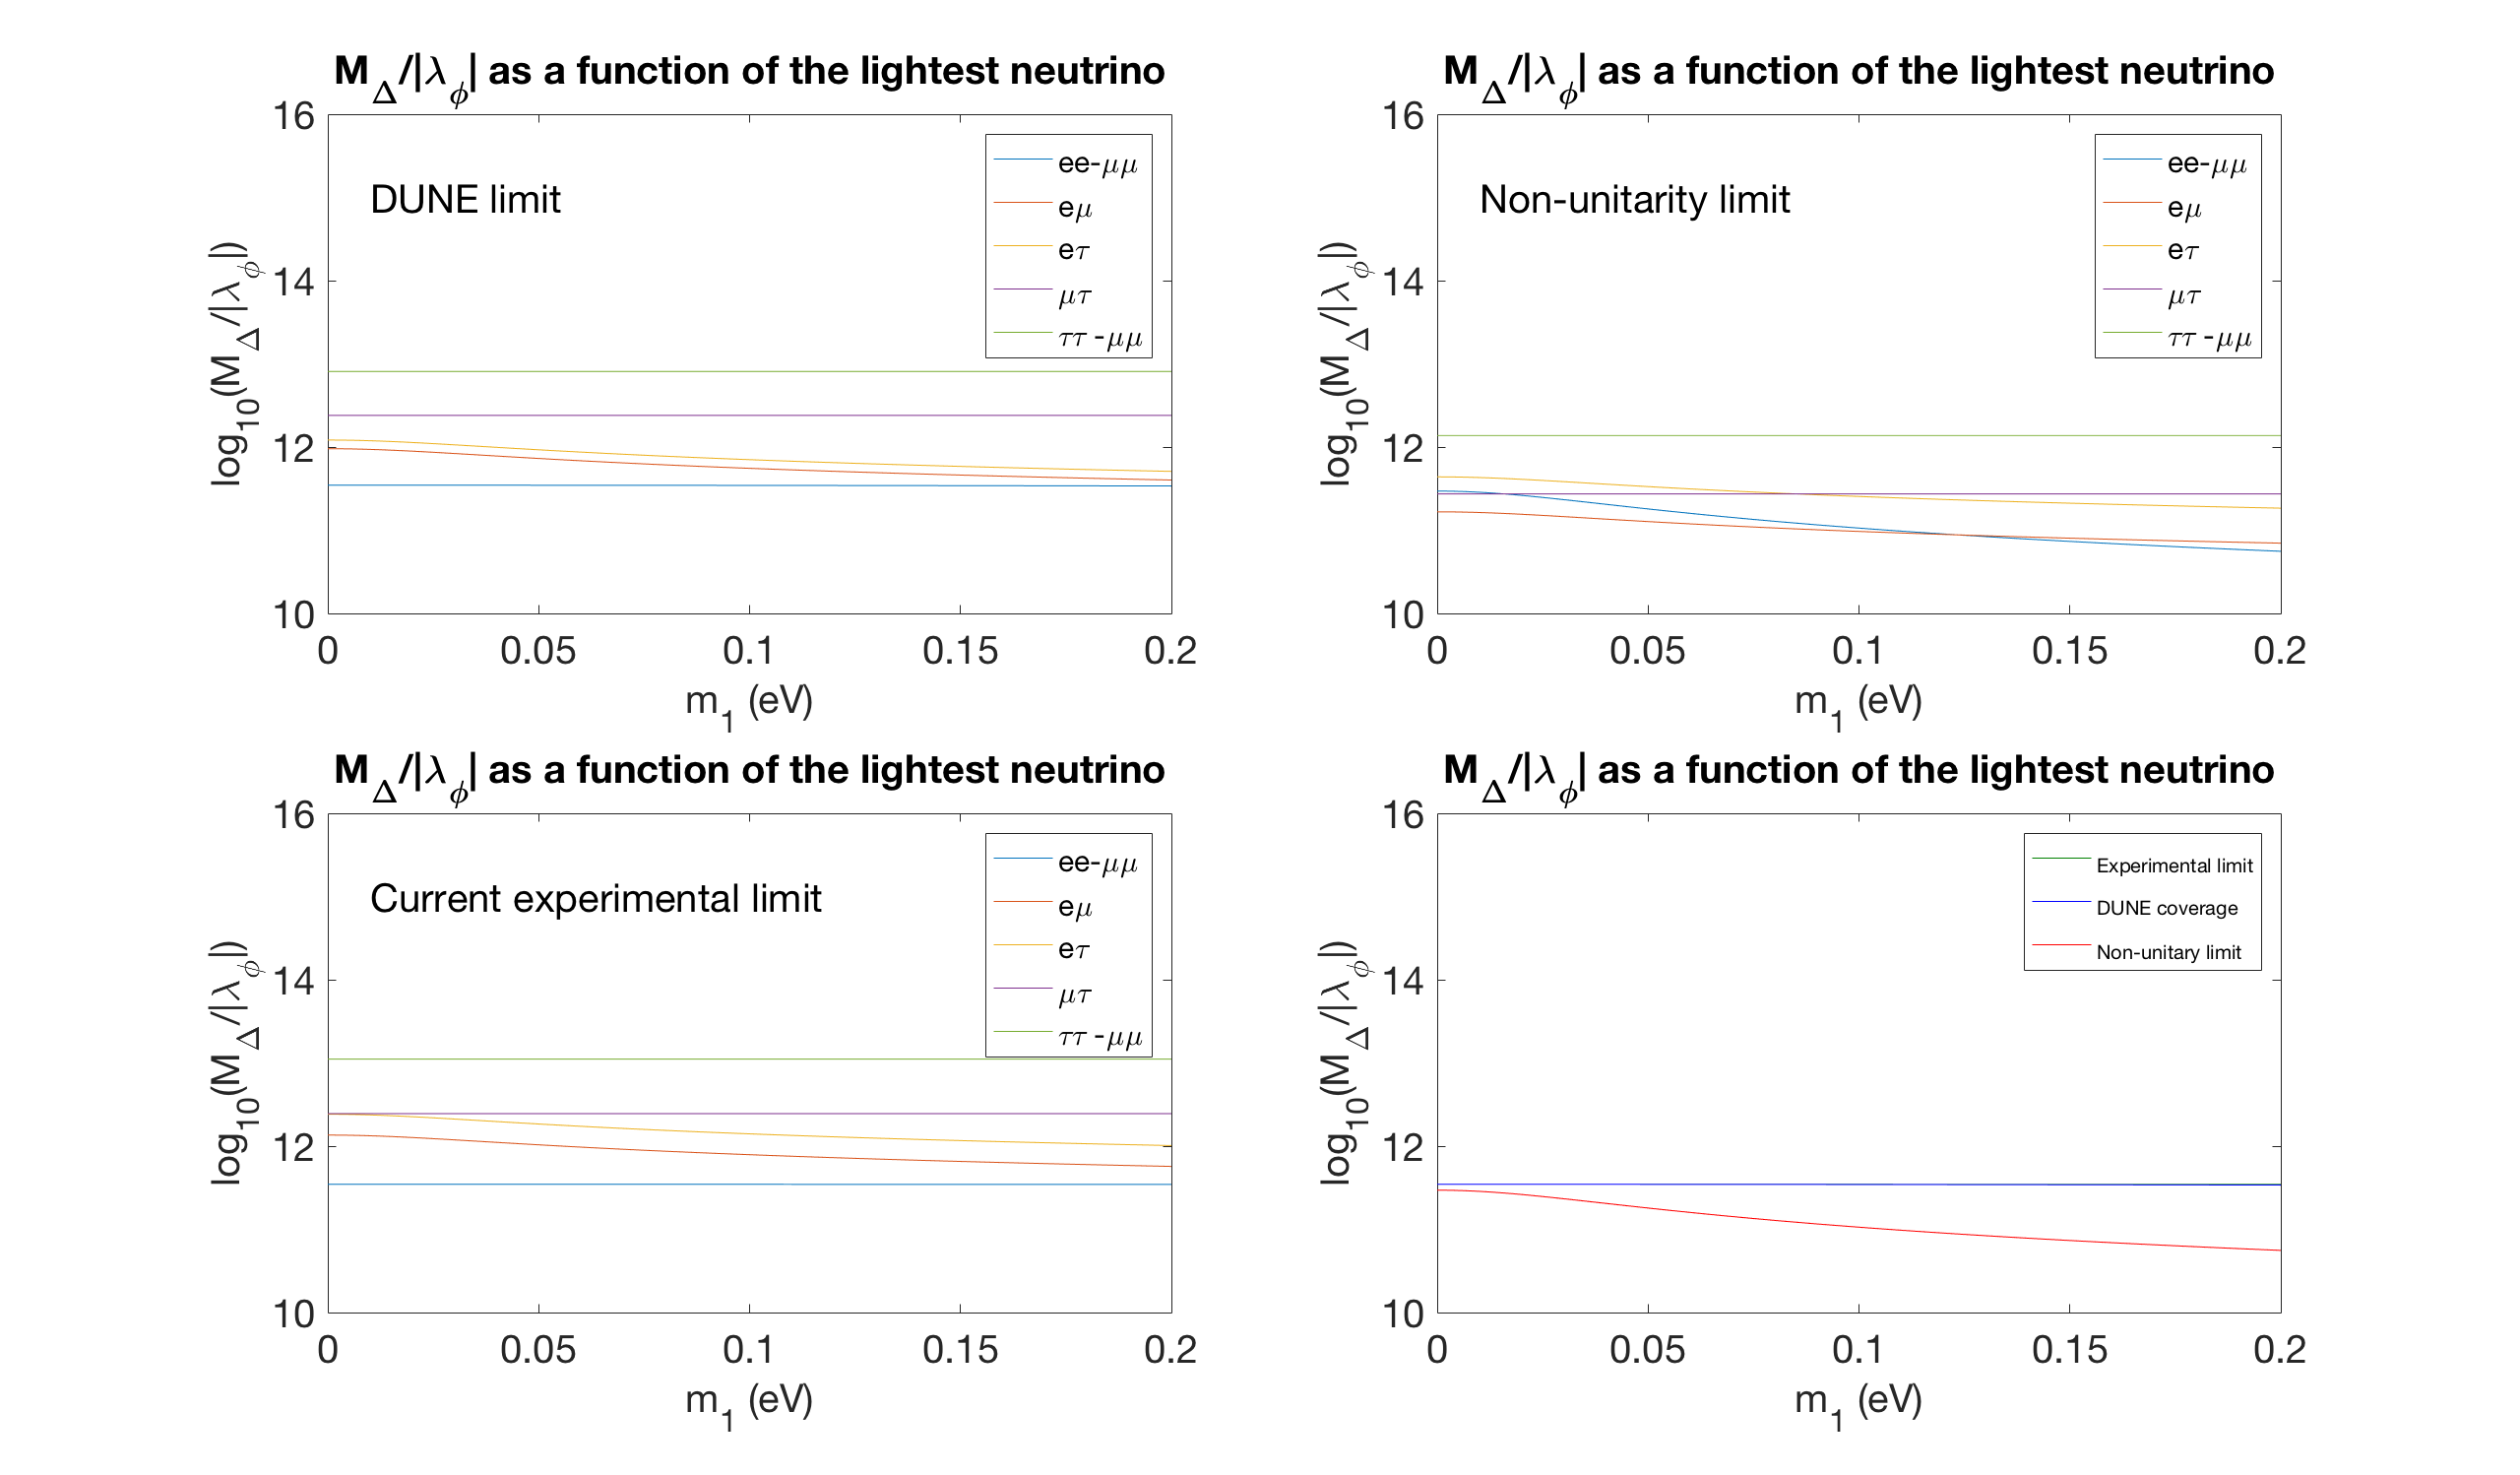 M_Δ/|λ_ϕ| as a function of the lightest neutrino
log₁₀(M_Δ/|λ_ϕ|)
16
14
12
10
DUNE limit
ee-μμ
eμ
eτ
μτ
ττ -μμ
0 0.05 0.1 0.15 0.2
m₁ (eV)
M_Δ/|λ_ϕ| as a function of the lightest neutrino
log₁₀(M_Δ/|λ_ϕ|)
16
14
12
10
Non-unitarity limit
ee-μμ
eμ
eτ
μτ
ττ -μμ
0 0.05 0.1 0.15 0.2
m₁ (eV)
M_Δ/|λ_ϕ| as a function of the lightest neutrino
log₁₀(M_Δ/|λ_ϕ|)
16
14
12
10
Current experimental limit
ee-μμ
eμ
eτ
μτ
ττ -μμ
0 0.05 0.1 0.15 0.2
m₁ (eV)
M_Δ/|λ_ϕ| as a function of the lightest neutrino
log₁₀(M_Δ/|λ_ϕ|)
16
14
12
10
Experimental limit
DUNE coverage
Non-unitary limit
0 0.05 0.1 0.15 0.2
m₁ (eV)